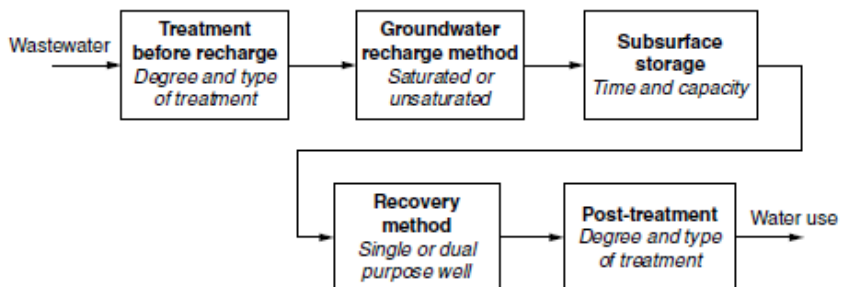 Wastewater
Treatment
before recharge
Degree and type
of treatment
Groundwater
recharge method
Saturated or
unsaturated
Subsurface
storage
Time and capacity
Recovery
method
Single or dual
purpose well
Post-treatment
Degree and type
of treatment
Water use